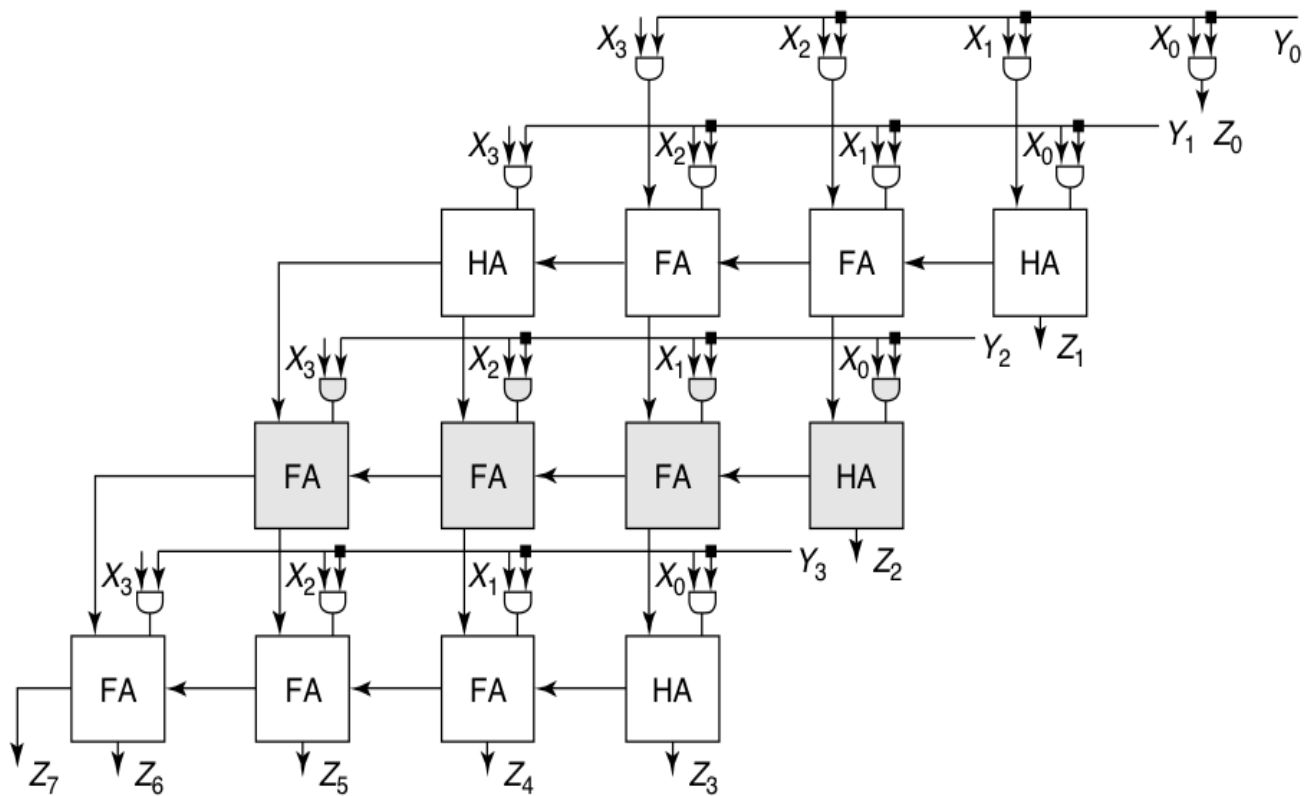 X3 X2 X1 X0 Y0
X3 X2 X1 X0 Y1 Z0
HA FA FA HA
X3 X2 X1 X0 Y2 Z1
FA FA FA HA
X3 X2 X1 X0 Y3 Z2
FA FA FA HA
Z7 Z6 Z5 Z4 Z3